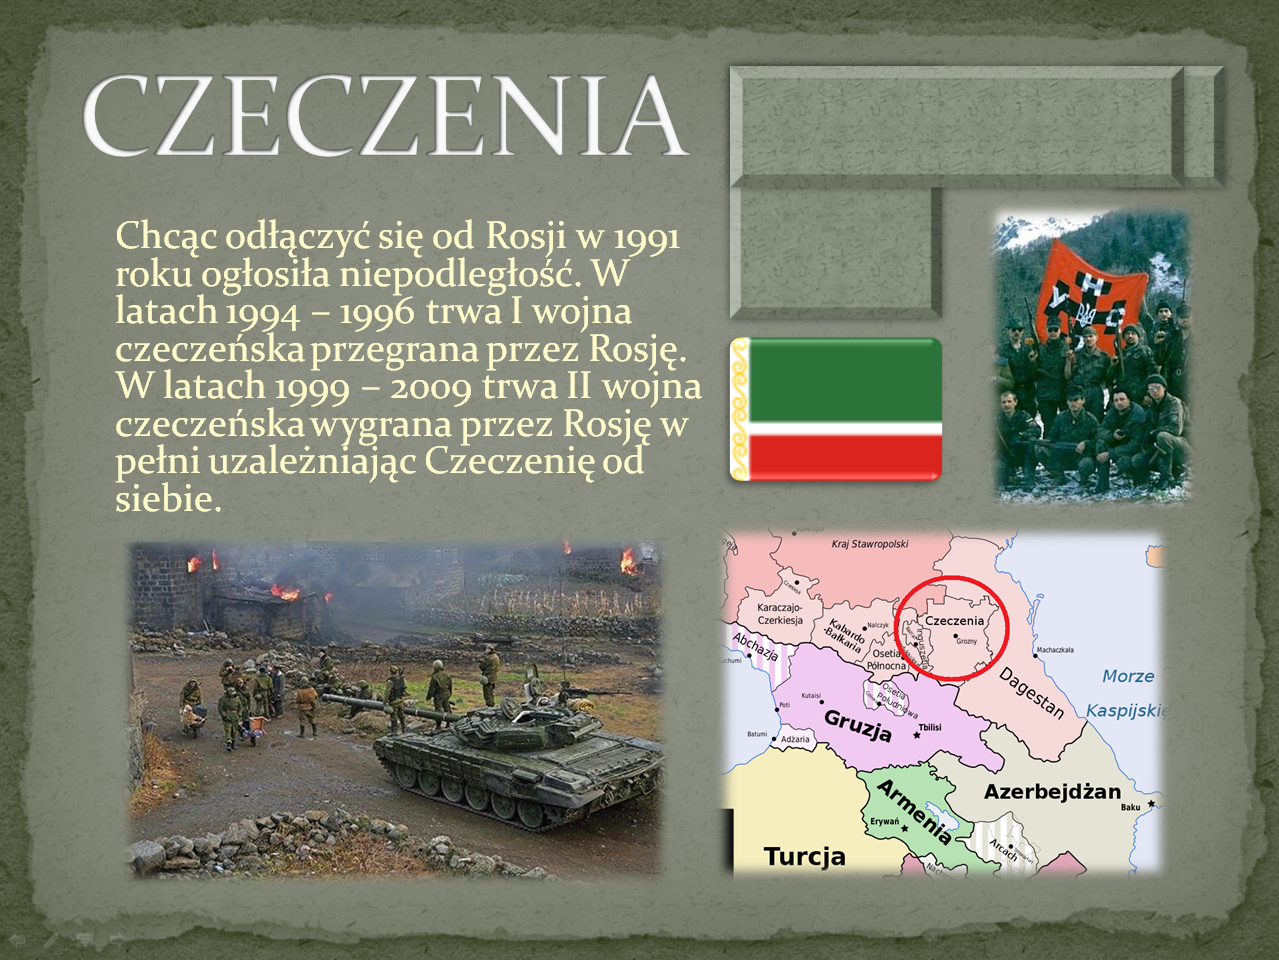 CZECZENIA
Chcąc odłączyć się od Rosji w 1991
roku ogłosiła niepodległość. W
latach 1994 – 1996 trwa I wojna
czeczeńska przegrana przez Rosję.
W latach 1999 – 2009 trwa II wojna
czeczeńska wygrana przez Rosję w
pełni uzależniając Czeczenię od
siebie.
У Н С
Kraj Stawropolski
Karaczajo-
Czerkiesja
Kabardo
-Bałkaria
Nalczyk
Czeczenia
Grozny
Osetia
Północna
Abchazja
Machaczkała
Dagestan
Morze
Kaspijskie
Kutaisi
Osetia
Południowa
Poti
Gruzja
Tbilisi
Batumi
Adżaria
Armenia
Erywań
Azerbejdżan
Baku
Arcach
Turcja